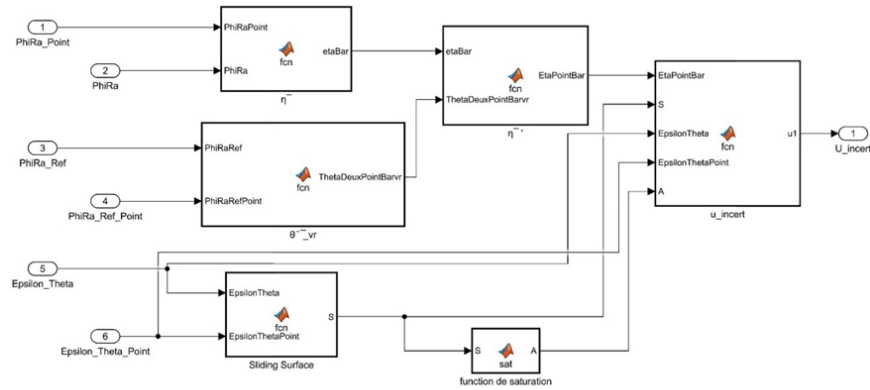 1
PhiRa_Point
2
PhiRa
PhiRaPoint
PhiRa
fcn
etaBar
η‾
etaBar
ThetaDeuxPointBarvr
fcn
EtaPointBar
η‾'
3
PhiRa_Ref
4
PhiRa_Ref_Point
PhiRaRef
PhiRaRefPoint
fcn
ThetaDeuxPointBarvr
EtaPointBar
S
EpsilonTheta
EpsilonThetaPoint
A
fcn
u1
u_incert
1
U_incert
5
Epsilon_Theta
6
Epsilon_Theta_Point
EpsilonTheta
EpsilonThetaPoint
fcn
S
Sliding Surface
S
sat
A
function de saturation